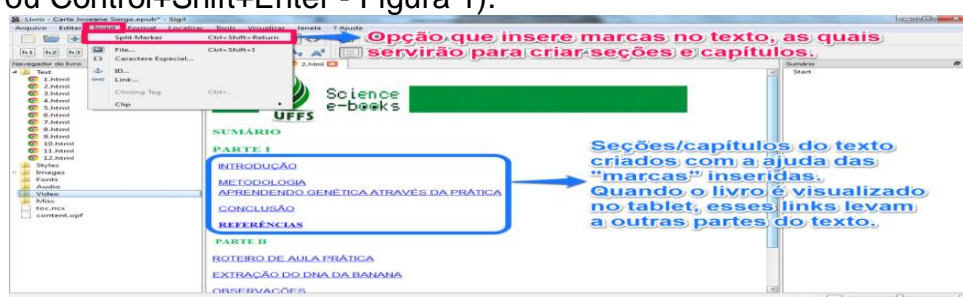 ou Control+Shift+Enter - Figura 1).
Livro - Carla Joseane Sorge.epub* - Sigil
Arquivo Editar Insert Format Localizar Tools Visualizar Janela ? Ajuda
Split Marker Ctrl+Shift+Return
Opção que insere marcas no texto, as quais
servirão para criar seções e capítulos.
h1 h2 h3
File... Ctrl+Shift+I
Caractere Especial...
ID...
Link...
Closing Tag Ctrl+.
Clip
Navegador do livro
Text
1.html
2.html
3.html
4.html
5.html
6.html
7.html
8.html
9.html
10.html
11.html
12.html
Styles
Images
Fonts
Audio
Video
Misc
toc.ncx
content.opf
2.html
Science
e-books
UFFS
SUMÁRIO
PARTE I
INTRODUÇÃO
METODOLOGIA
APRENDENDO GENÉTICA ATRAVÉS DA PRÁTICA
CONCLUSÃO
REFERÊNCIAS
PARTE II
ROTEIRO DE AULA PRÁTICA
EXTRAÇÃO DO DNA DA BANANA
OBSERVAÇÕES
Sumário
Start
Seções/capítulos do texto
criados com a ajuda das
"marcas" inseridas.
Quando o livro é visualizado
no tablet, esses links levam
a outras partes do texto.